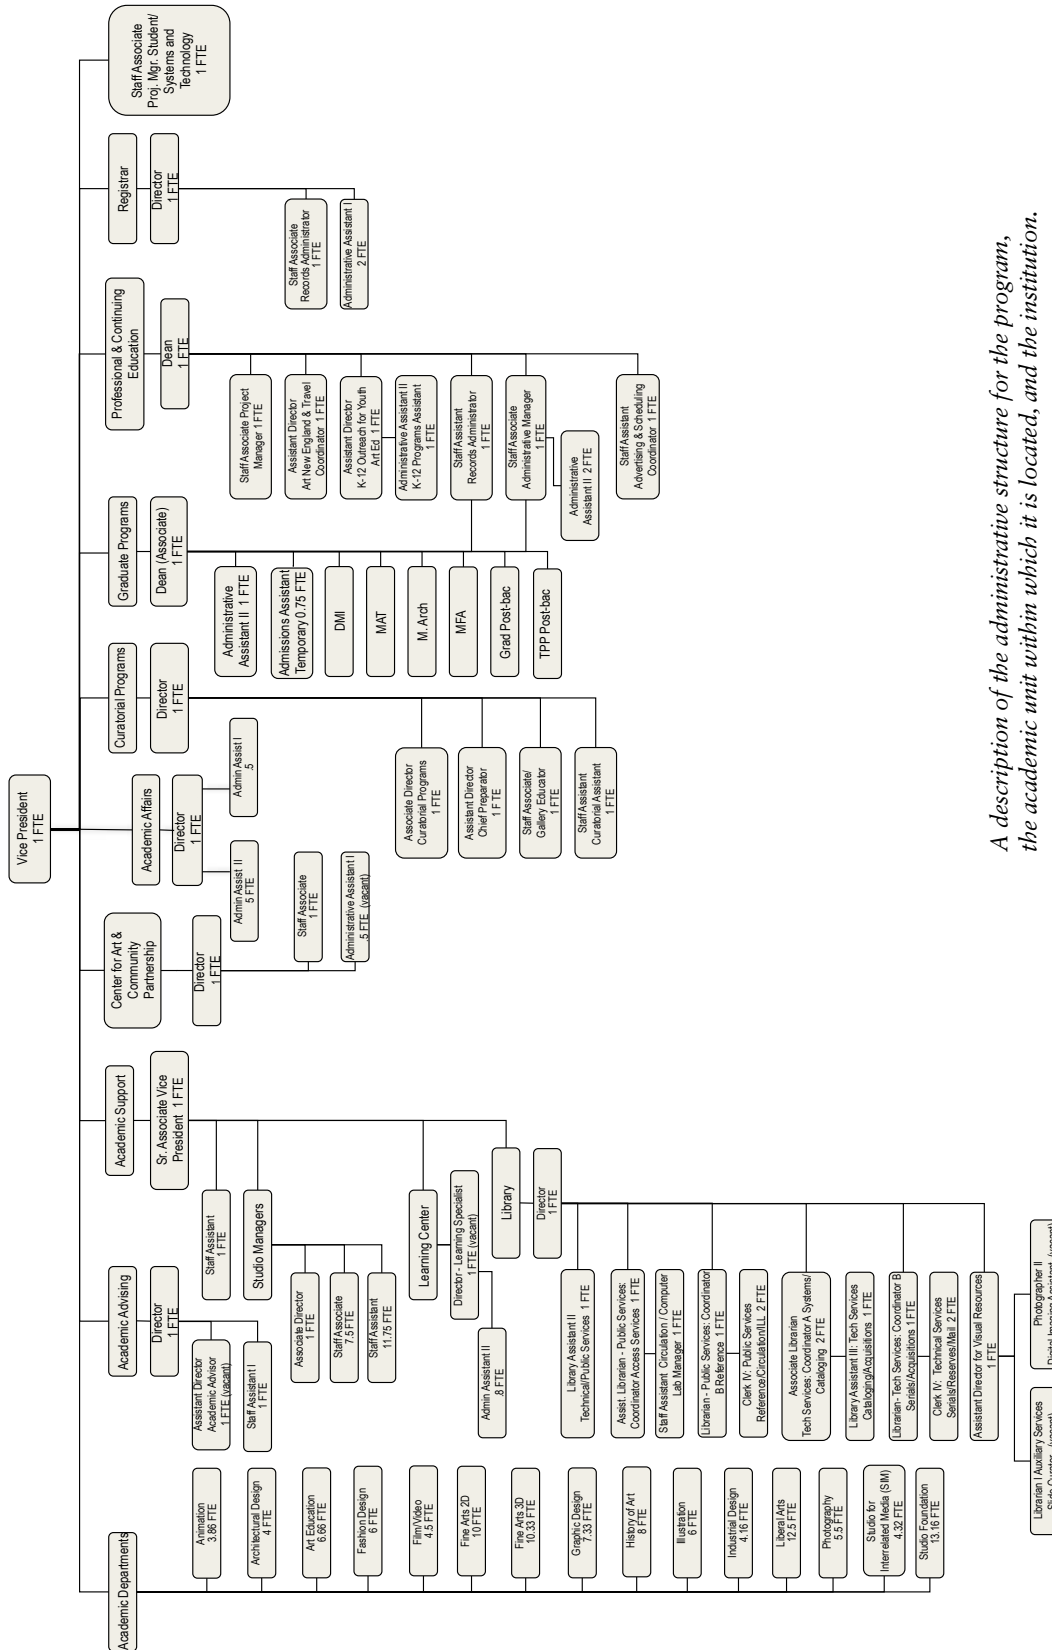 Vice President
1 FTE
Academic Departments
Animation
3.86 FTE
Architectural Design
4 FTE
Art Education
6.66 FTE
Fashion Design
6 FTE
Film/Video
4.5 FTE
Fine Arts 2D
10 FTE
Fine Arts 3D
10.33 FTE
Graphic Design
7.33 FTE
History of Art
8 FTE
Illustration
6 FTE
Industrial Design
4.16 FTE
Liberal Arts
12.5 FTE
Photography
5.5 FTE
Studio for
Interrelated Media (SIM)
4.32 FTE
Studio Foundation
13.16 FTE
Academic Advising
Director
1 FTE
Assistant Director
Academic Advisor
1 FTE (vacant)
Staff Assistant I
1 FTE
Academic Support
Sr. Associate Vice
President 1 FTE
Staff Assistant
1 FTE
Studio Managers
Associate Director
1 FTE
Staff Associate
7.5 FTE
Staff Assistant
11.75 FTE
Learning Center
Director - Learning Specialist
1 FTE (vacant)
Admin Assistant II
.8 FTE
Library
Director
1 FTE
Library Assistant II
Technical/Public Services 1 FTE
Assist. Librarian - Public Services:
Coordinator Access Services 1 FTE
Staff Assistant Circulation / Computer
Lab Manager 1 FTE
Librarian - Public Services: Coordinator
B Reference 1 FTE
Clerk IV: Public Services
Reference/Circulation/ILL 2 FTE
Associate Librarian
Tech Services: Coordinator A Systems/
Cataloging 2 FTE
Library Assistant III: Tech Services
Cataloging/Acquisitions 1 FTE
Librarian- Tech Services: Coordinator B
Serials/Acquisitions 1 FTE
Clerk IV: Technical Services
Serials/Reserves/Mail 2 FTE
Assistant Director for Visual Resources
1 FTE
Librarian I Auxiliary Services
Photographer II
Center for Art &
Community
Partnership
Director
1 FTE
Staff Associate
1 FTE
Administrative Assistant I
.5 FTE (vacant)
Academic Affairs
Director
1 FTE
Admin Assist II
5 FTE
Admin Assist I
.5
Curatorial Programs
Director
1 FTE
Associate Director
Curatorial Programs
1 FTE
Assistant Director
Chief Preparator
1 FTE
Staff Associate/
Gallery Educator
1 FTE
Staff Assistant
Curatorial Assistant
1 FTE
Graduate Programs
Dean (Associate)
1 FTE
Administrative
Assistant II 1 FTE
Admissions Assistant
Temporary 0.75 FTE
DMI
MAT
M. Arch
MFA
Grad Post-bac
TPP Post-bac
Professional & Continuing
Education
Dean
1 FTE
Staff Associate Project
Manager 1 FTE
Assistant Director
Art New England & Travel
Coordinator 1 FTE
Assistant Director
K-12 Outreach for Youth
Art Ed 1 FTE
Administrative Assistant II
K-12 Programs Assistant
1 FTE
Staff Assistant
Records Administrator
1 FTE
Staff Associate
Administrative Manager
1 FTE
Administrative
Assistant II 2 FTE
Staff Assistant
Advertising & Scheduling
Coordinator 1 FTE
Registrar
Director
1 FTE
Staff Associate
Records Administrator
1 FTE
Administrative Assistant I
2 FTE
Staff Associate
Proj. Mgr. Student/
Systems and
Technology
1 FTE
A description of the administrative structure for the program,
the academic unit within which it is located, and the institution.